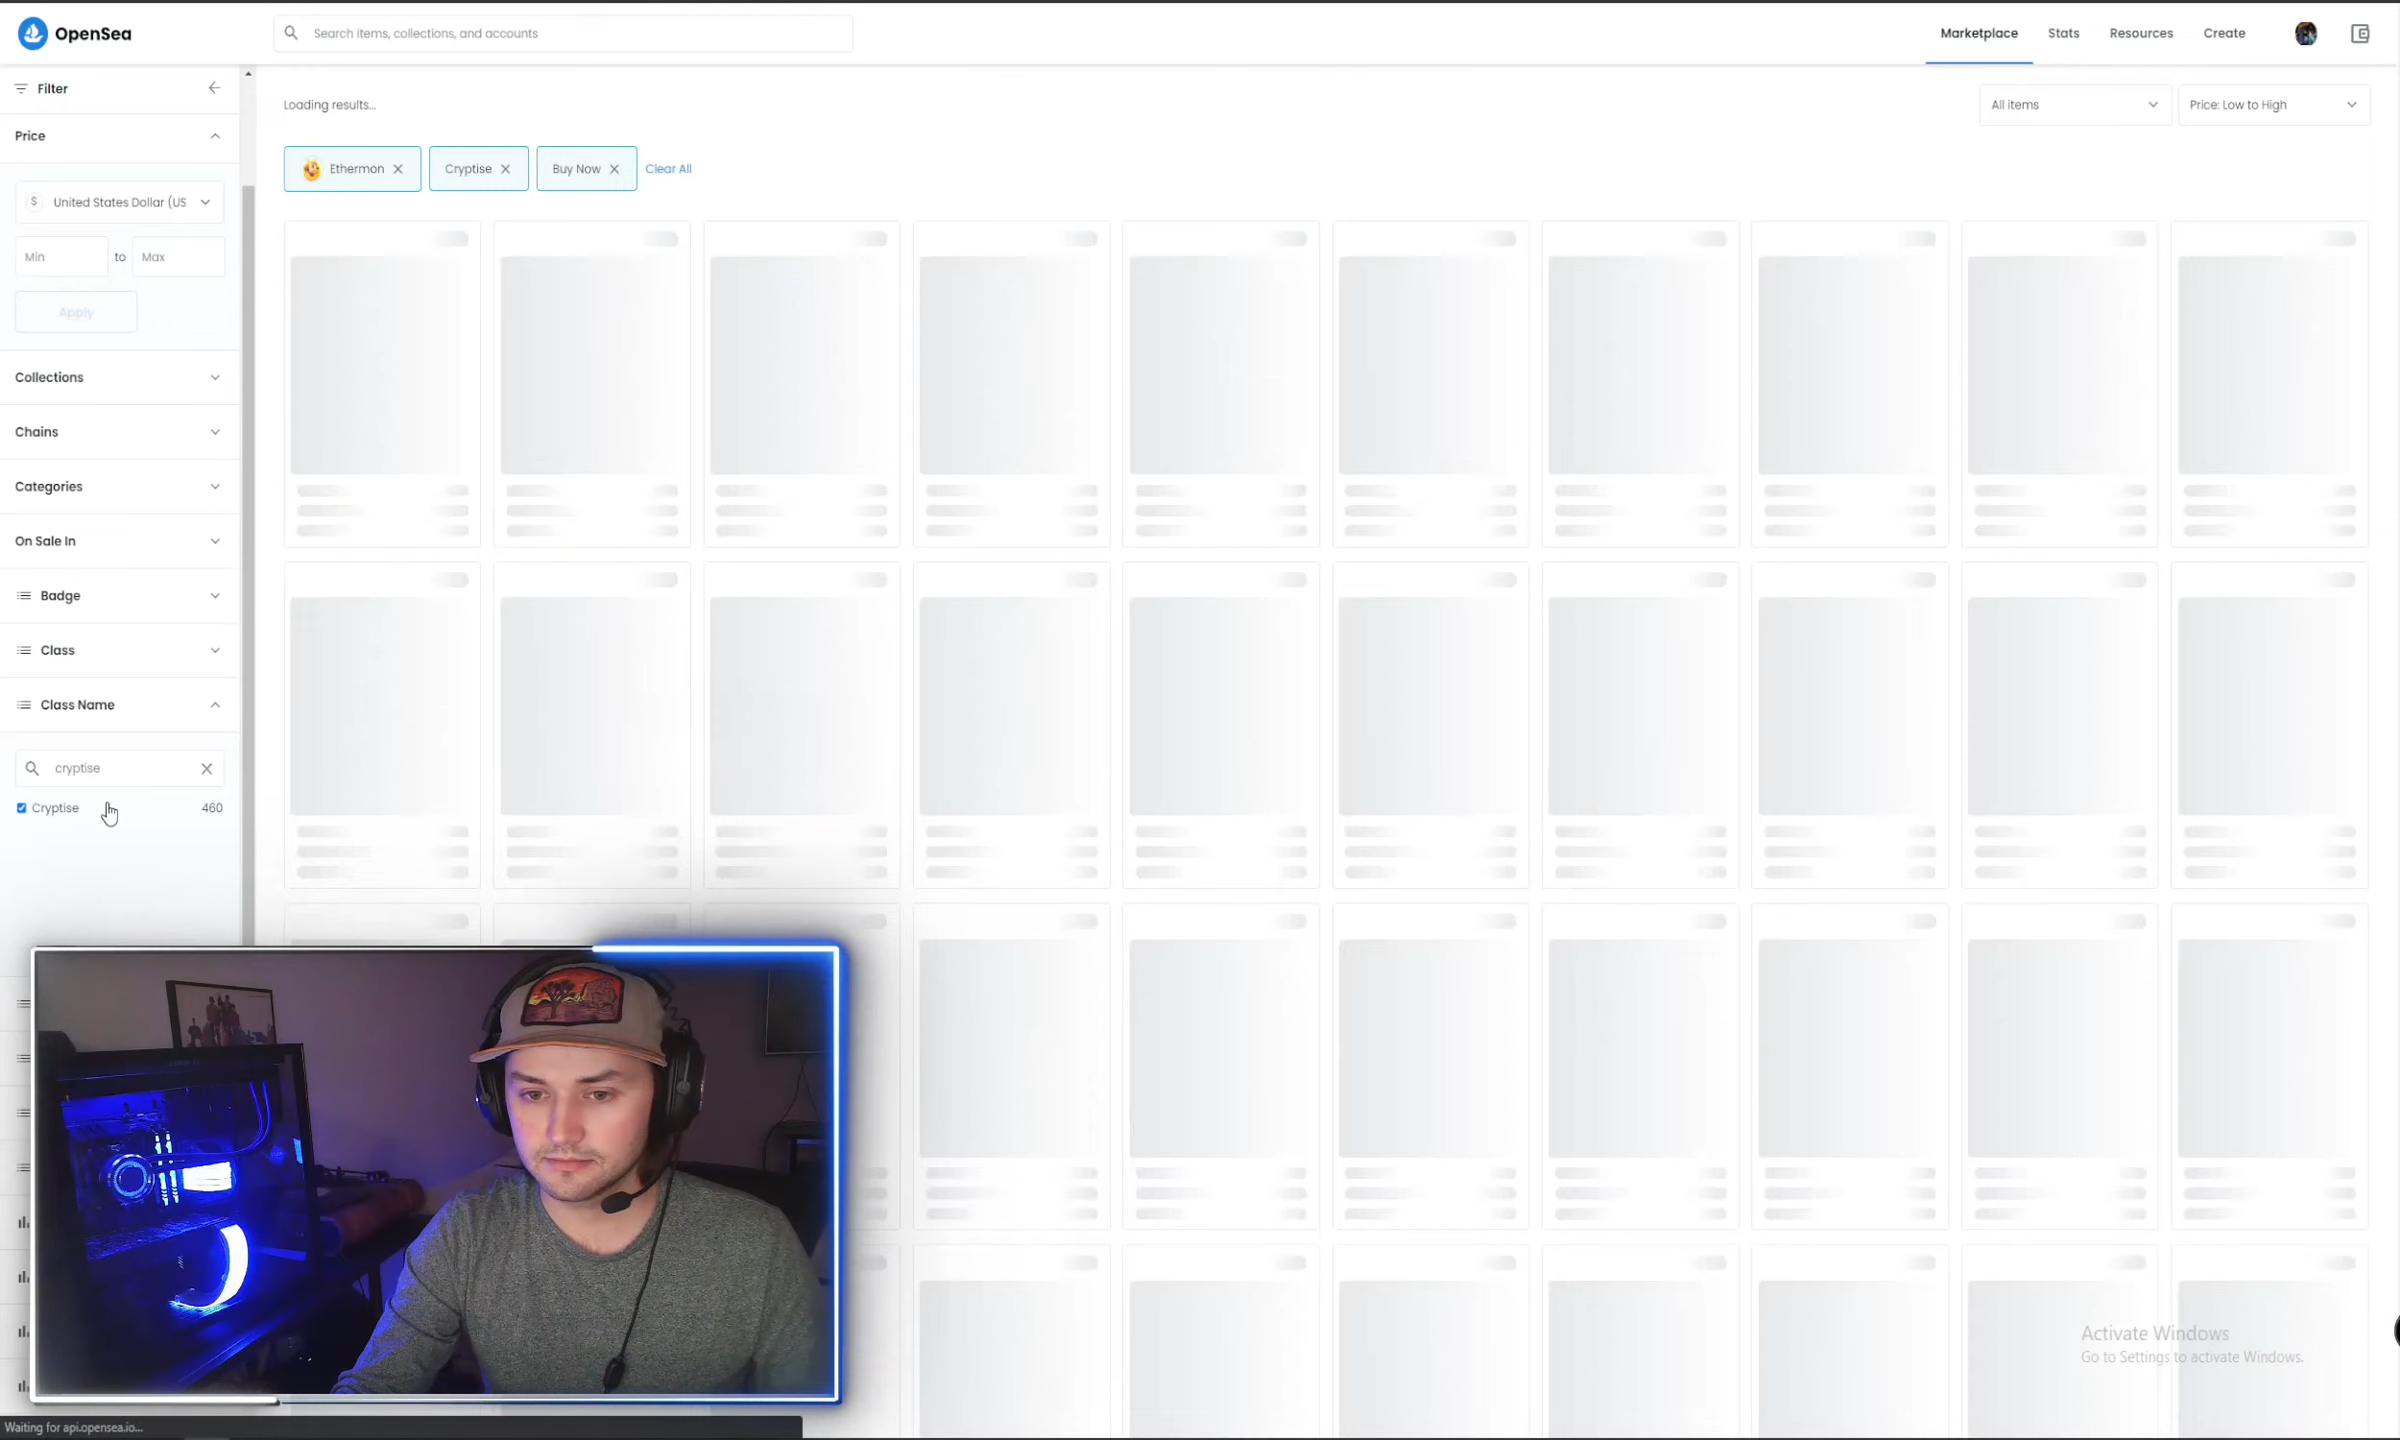 OpenSea
Search items, collections, and accounts
Marketplace
Stats
Resources
Create
Filter
Loading results...
All items
Price: Low to High
Price
Ethermon
Cryptise
Buy Now
Clear All
$ United States Dollar (US
Min to Max
Apply
Collections
Chains
Categories
On Sale In
Badge
Class
Class Name
cryptise
Cryptise 460
Activate Windows
Go to Settings to activate Windows.
Waiting for api.opensea.io...